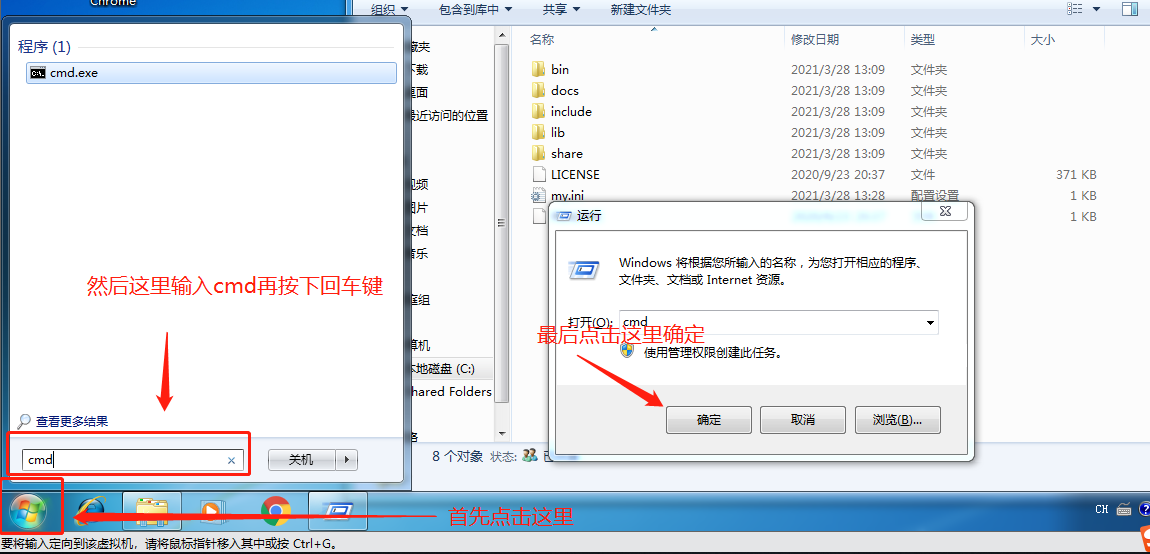 Chrome
组织
包含到库中
共享
新建文件夹
程序 (1)
cmd.exe
藏夹
下载
桌面
最近访问的位置
视频
图片
文档
音乐
庭组
算机
本地磁盘 (C:)
Shared Folders
络
名称
修改日期
类型
大小
bin
2021/3/28 13:09
文件夹
docs
2021/3/28 13:09
文件夹
include
2021/3/28 13:09
文件夹
lib
2021/3/28 13:09
文件夹
share
2021/3/28 13:09
文件夹
LICENSE
2020/9/23 20:37
文件
371 KB
my.ini
2021/3/28 13:28
配置设置
1 KB
1 KB
运行
Windows 将根据您所输入的名称，为您打开相应的程序、
文件夹、文档或 Internet 资源。
打开(O):
cmd
最后点击这里确定
使用管理权限创建此任务。
确定
取消
浏览(B)...
然后这里输入cmd再按下回车键
查看更多结果
cmd
关机
8 个对象
状态:
已
首先点击这里
CH
要将输入定向到该虚拟机，请将鼠标指针移入其中或按 Ctrl+G。